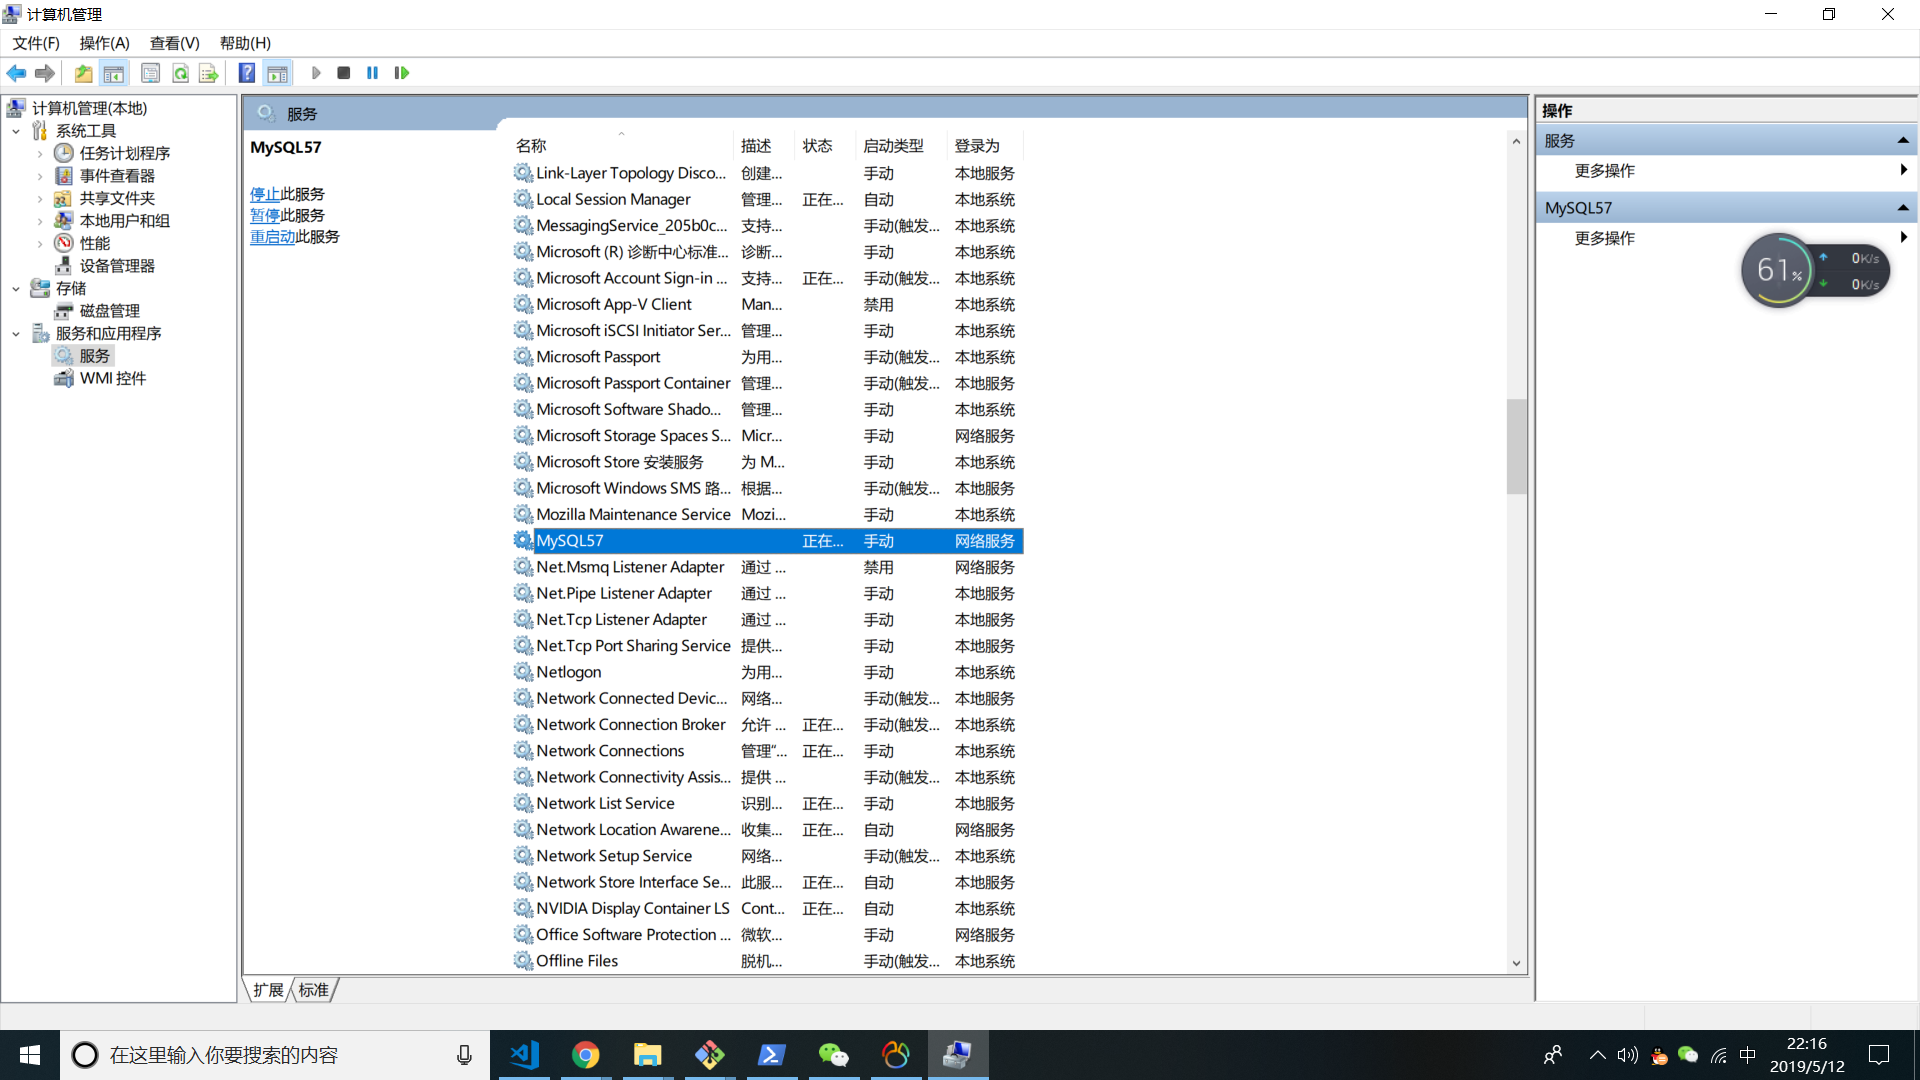 计算机管理
文件(F) 操作(A) 查看(V) 帮助(H)
计算机管理(本地)
系统工具
任务计划程序
事件查看器
共享文件夹
本地用户和组
性能
设备管理器
存储
磁盘管理
服务和应用程序
服务
WMI 控件
服务
MySQL57
停止此服务
暂停此服务
重启动此服务
名称 描述 状态 启动类型 登录为
Link-Layer Topology Disco... 创建... 手动 本地服务
Local Session Manager 管理... 正在... 自动 本地系统
MessagingService_205b0c... 支持... 手动(触发... 本地系统
Microsoft (R) 诊断中心标准... 诊断... 手动 本地系统
Microsoft Account Sign-in ... 支持... 正在... 手动(触发... 本地系统
Microsoft App-V Client Man... 禁用 本地系统
Microsoft iSCSI Initiator Ser... 管理... 手动 本地系统
Microsoft Passport 为用... 手动(触发... 本地系统
Microsoft Passport Container 管理... 手动(触发... 本地服务
Microsoft Software Shado... 管理... 手动 本地系统
Microsoft Storage Spaces S... Micr... 手动 网络服务
Microsoft Store 安装服务 为 M... 手动 本地系统
Microsoft Windows SMS 路... 根据... 手动(触发... 本地服务
Mozilla Maintenance Service Mozi... 手动 本地系统
MySQL57 正在... 手动 网络服务
Net.Msmq Listener Adapter 通过 ... 禁用 网络服务
Net.Pipe Listener Adapter 通过 ... 手动 本地服务
Net.Tcp Listener Adapter 通过 ... 手动 本地服务
Net.Tcp Port Sharing Service 提供... 手动 本地服务
Netlogon 为用... 手动 本地系统
Network Connected Devic... 网络... 手动(触发... 本地服务
Network Connection Broker 允许 ... 正在... 手动(触发... 本地系统
Network Connections 管理“... 正在... 手动 本地系统
Network Connectivity Assis... 提供 ... 手动(触发... 本地系统
Network List Service 识别... 正在... 手动 本地服务
Network Location Awarene... 收集... 正在... 自动 网络服务
Network Setup Service 网络... 手动(触发... 本地系统
Network Store Interface Se... 此服... 正在... 自动 本地服务
NVIDIA Display Container LS Cont... 正在... 自动 本地系统
Office Software Protection ... 微软... 手动 网络服务
Offline Files 脱机... 手动(触发... 本地系统
扩展 标准
操作
服务
更多操作
MySQL57
更多操作
61%
0K/s
0K/s
在这里输入你要搜索的内容
中
22:16
2019/5/12